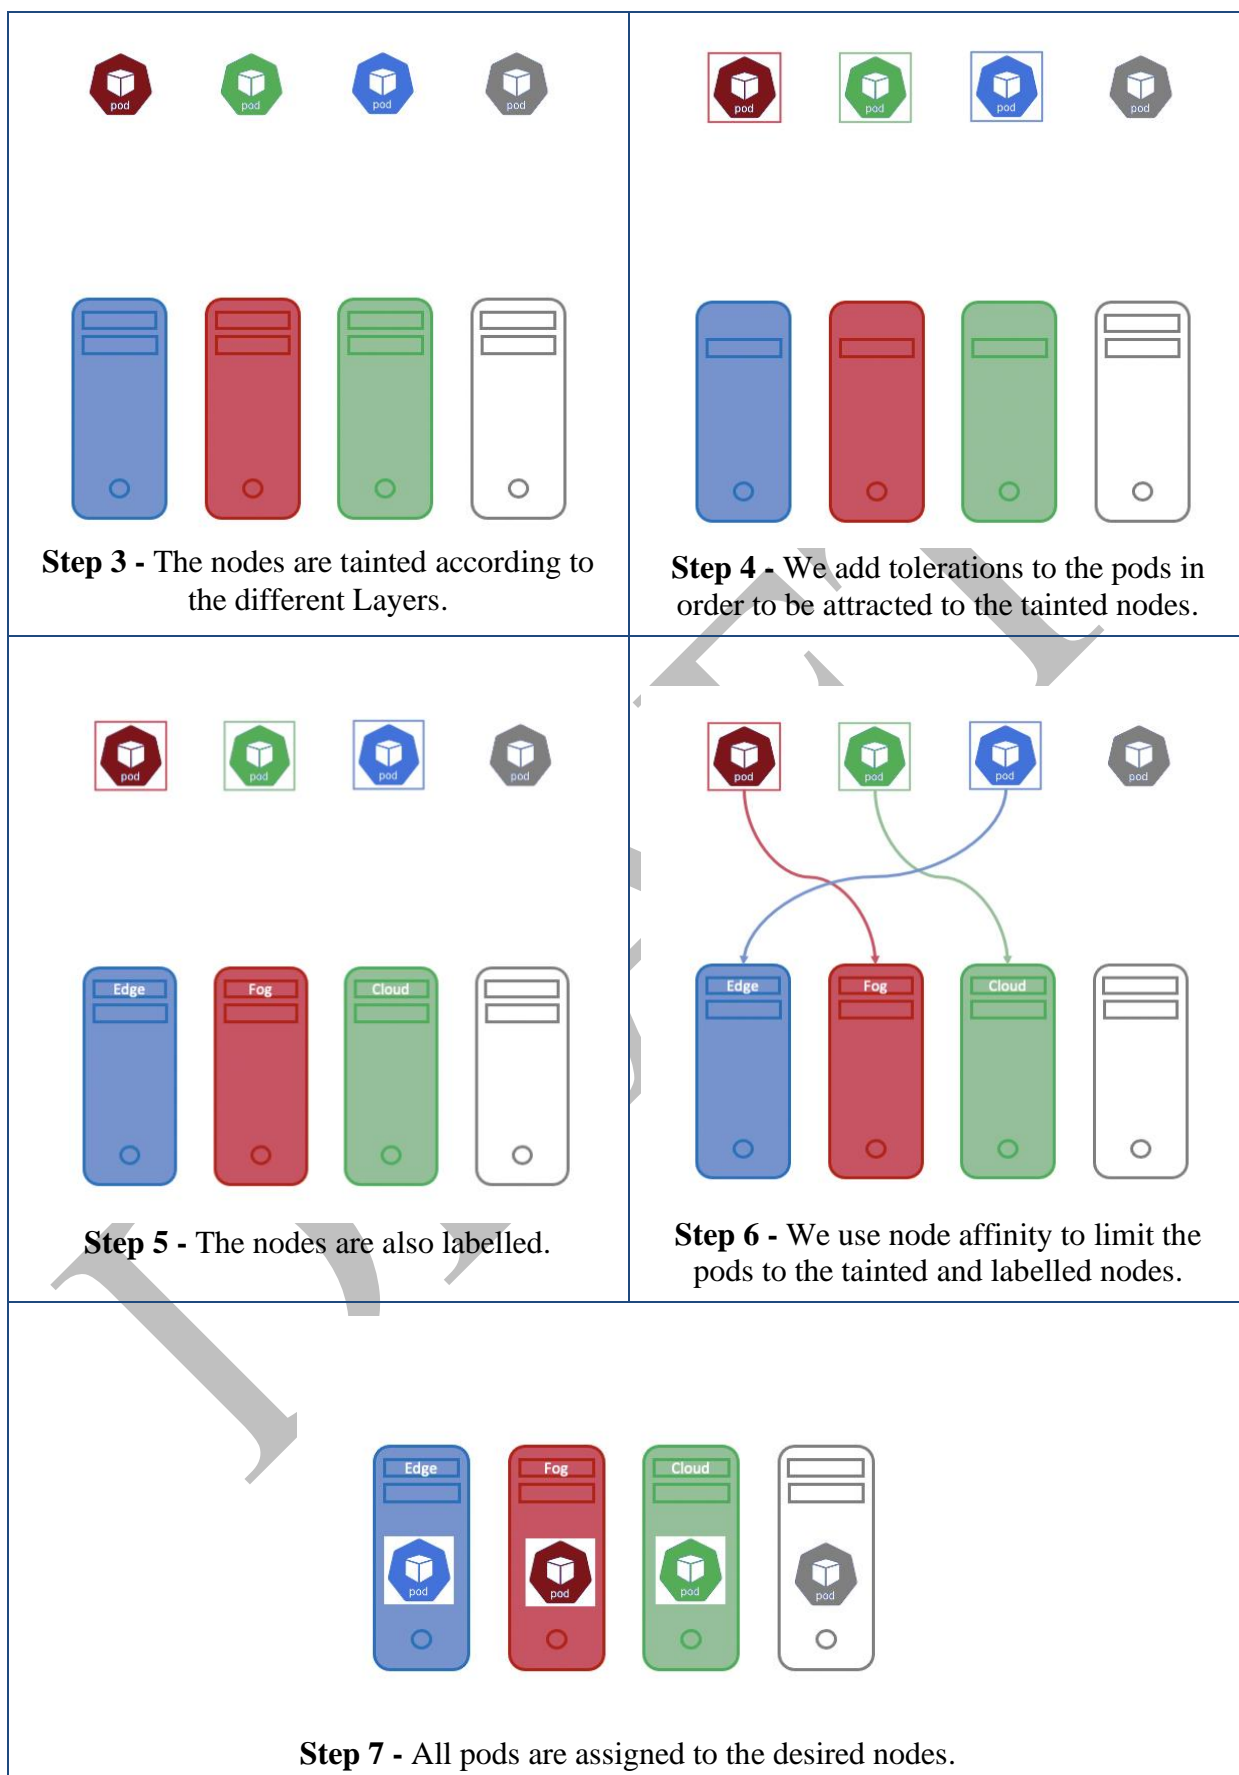 pod pod pod pod
Step 3 - The nodes are tainted according to
the different Layers.
pod pod pod pod
Step 4 - We add tolerations to the pods in
order to be attracted to the tainted nodes.
pod pod pod pod
Edge Fog Cloud
Step 5 - The nodes are also labelled.
pod pod pod pod
Edge Fog Cloud
Step 6 - We use node affinity to limit the
pods to the tainted and labelled nodes.
Edge Fog Cloud
pod pod pod pod
Step 7 - All pods are assigned to the desired nodes.